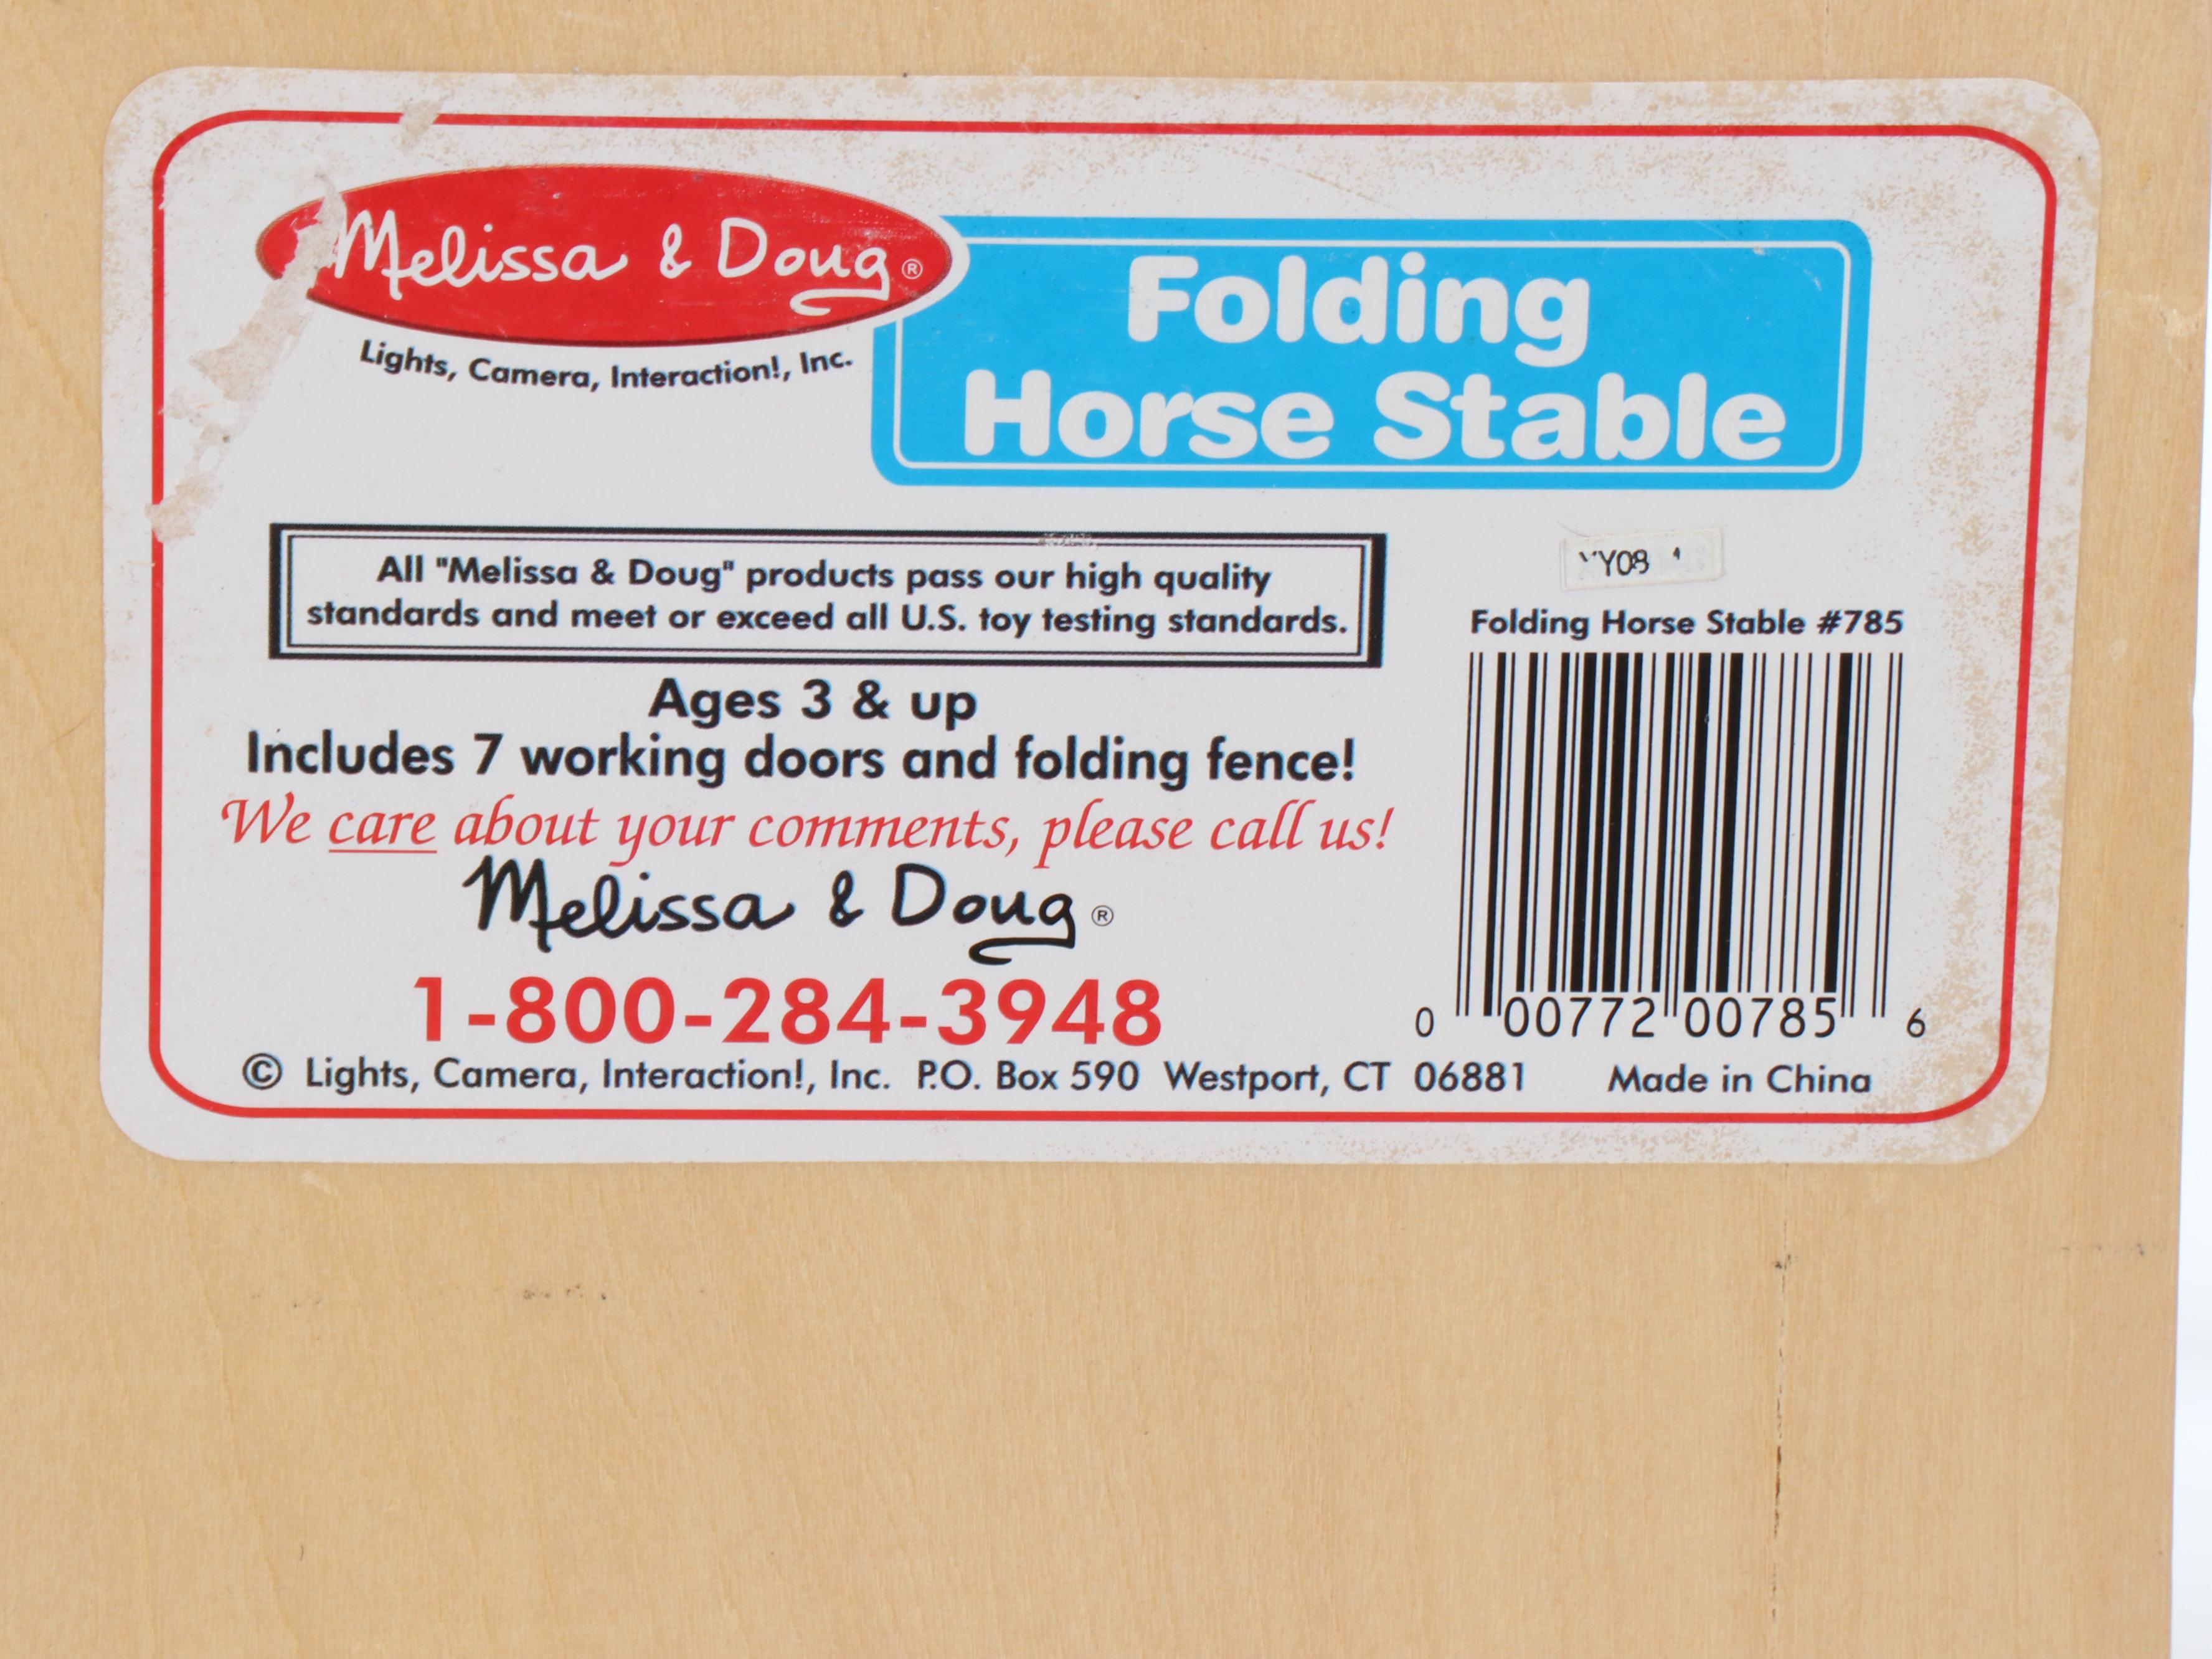 Melissa & Doug®
Lights, Camera, Interaction!, Inc.
Folding
Horse Stable
All "Melissa & Doug" products pass our high quality
standards and meet or exceed all U.S. toy testing standards.
Ages 3 & up
Includes 7 working doors and folding fence!
We care about your comments, please call us!
Melissa & Doug®
1-800-284-3948
© Lights, Camera, Interaction!, Inc. P.O. Box 590 Westport, CT 06881
Folding Horse Stable #785
0 00772 00785 6
Made in China